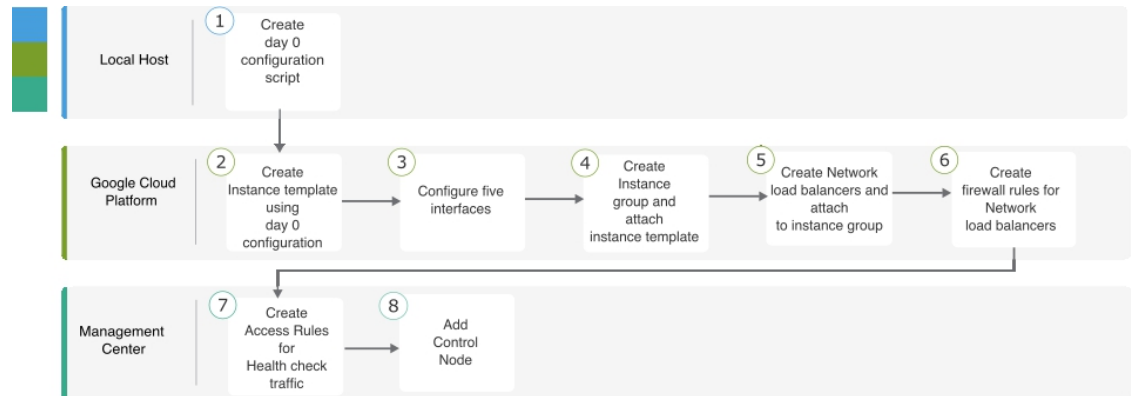 1
Create
day 0
configuration
script
Local Host
2
Create
Instance template
using
day 0
configuration
3
Configure five
interfaces
4
Create
Instance
group and
attach
instance template
5
Create Network
load balancers and
attach
to instance group
6
Create
firewall rules for
Network
load balancers
Google Cloud
Platform
7
Create
Access Rules
for
Health check
traffic
8
Add
Control
Node
Management
Center